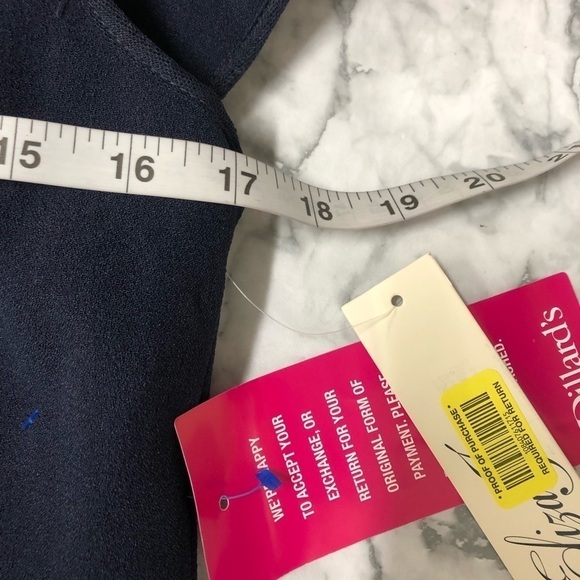 15 16 17 18 19 20
Dillard's
WE'RE HAPPY
TO ACCEPT YOUR
EXCHANGE, OR
RETURN FOR YOUR
ORIGINAL FORM OF
PAYMENT. PLEASE
*PROOF OF PURCHASE*
REQUIRED FOR RETURN